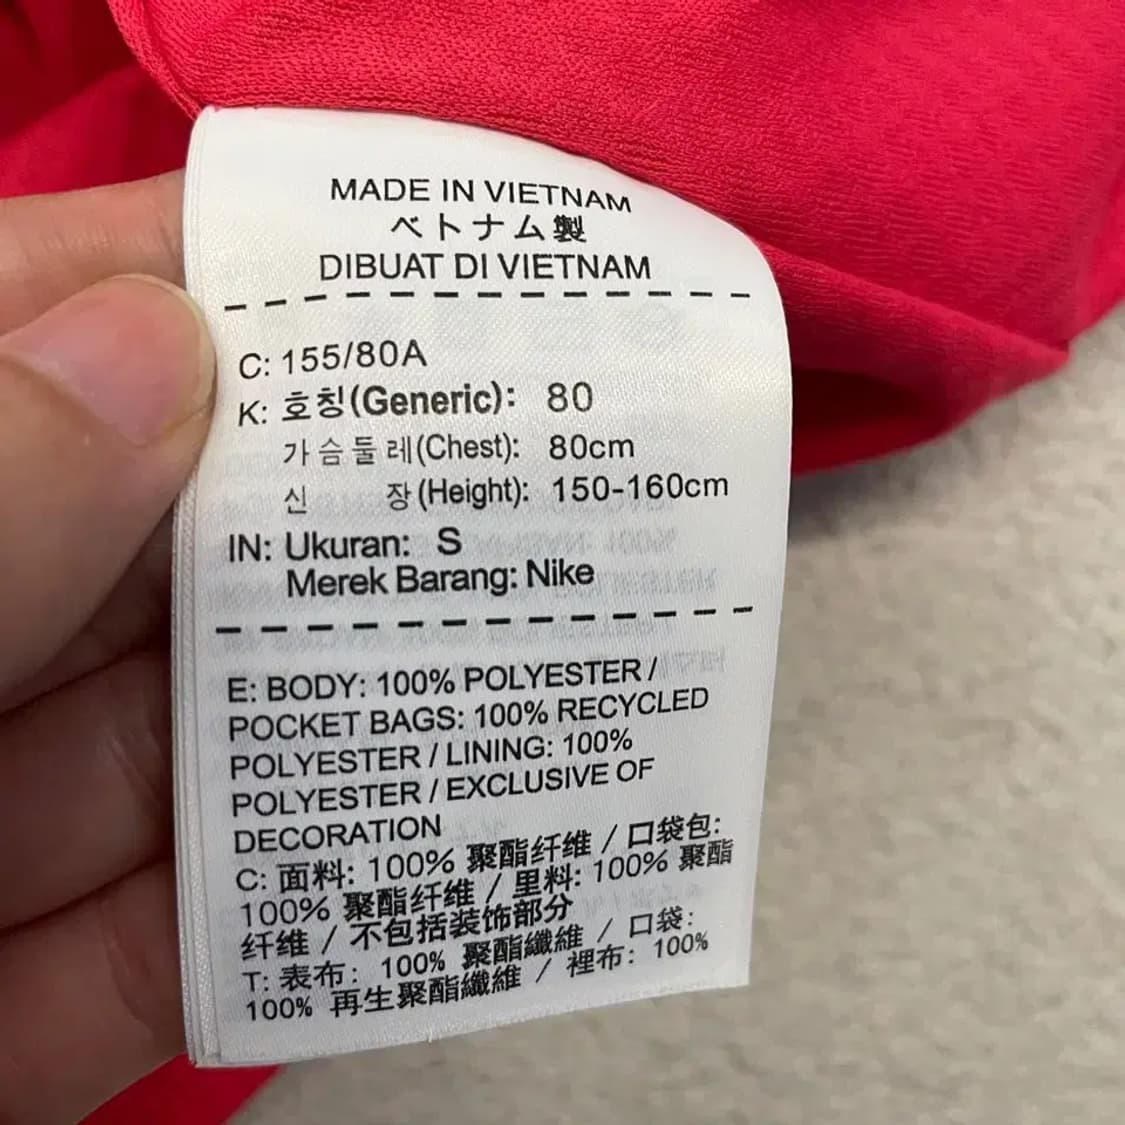 MADE IN VIETNAM
ベトナム製
DIBUAT DI VIETNAM
C: 155/80A
K: 호칭(Generic): 80
가슴둘레(Chest): 80cm
신 장(Height): 150-160cm
IN: Ukuran: S
Merek Barang: Nike
E: BODY: 100% POLYESTER /
POCKET BAGS: 100% RECYCLED
POLYESTER / LINING: 100%
POLYESTER / EXCLUSIVE OF
DECORATION
C: 面料: 100% 聚酯纤维 / 口袋包:
100% 聚酯纤维 / 里料: 100% 聚酯
纤维 / 不包括装饰部分
T: 表布: 100% 聚酯纖維 / 口袋:
100% 再生聚酯纖維 / 裡布: 100%